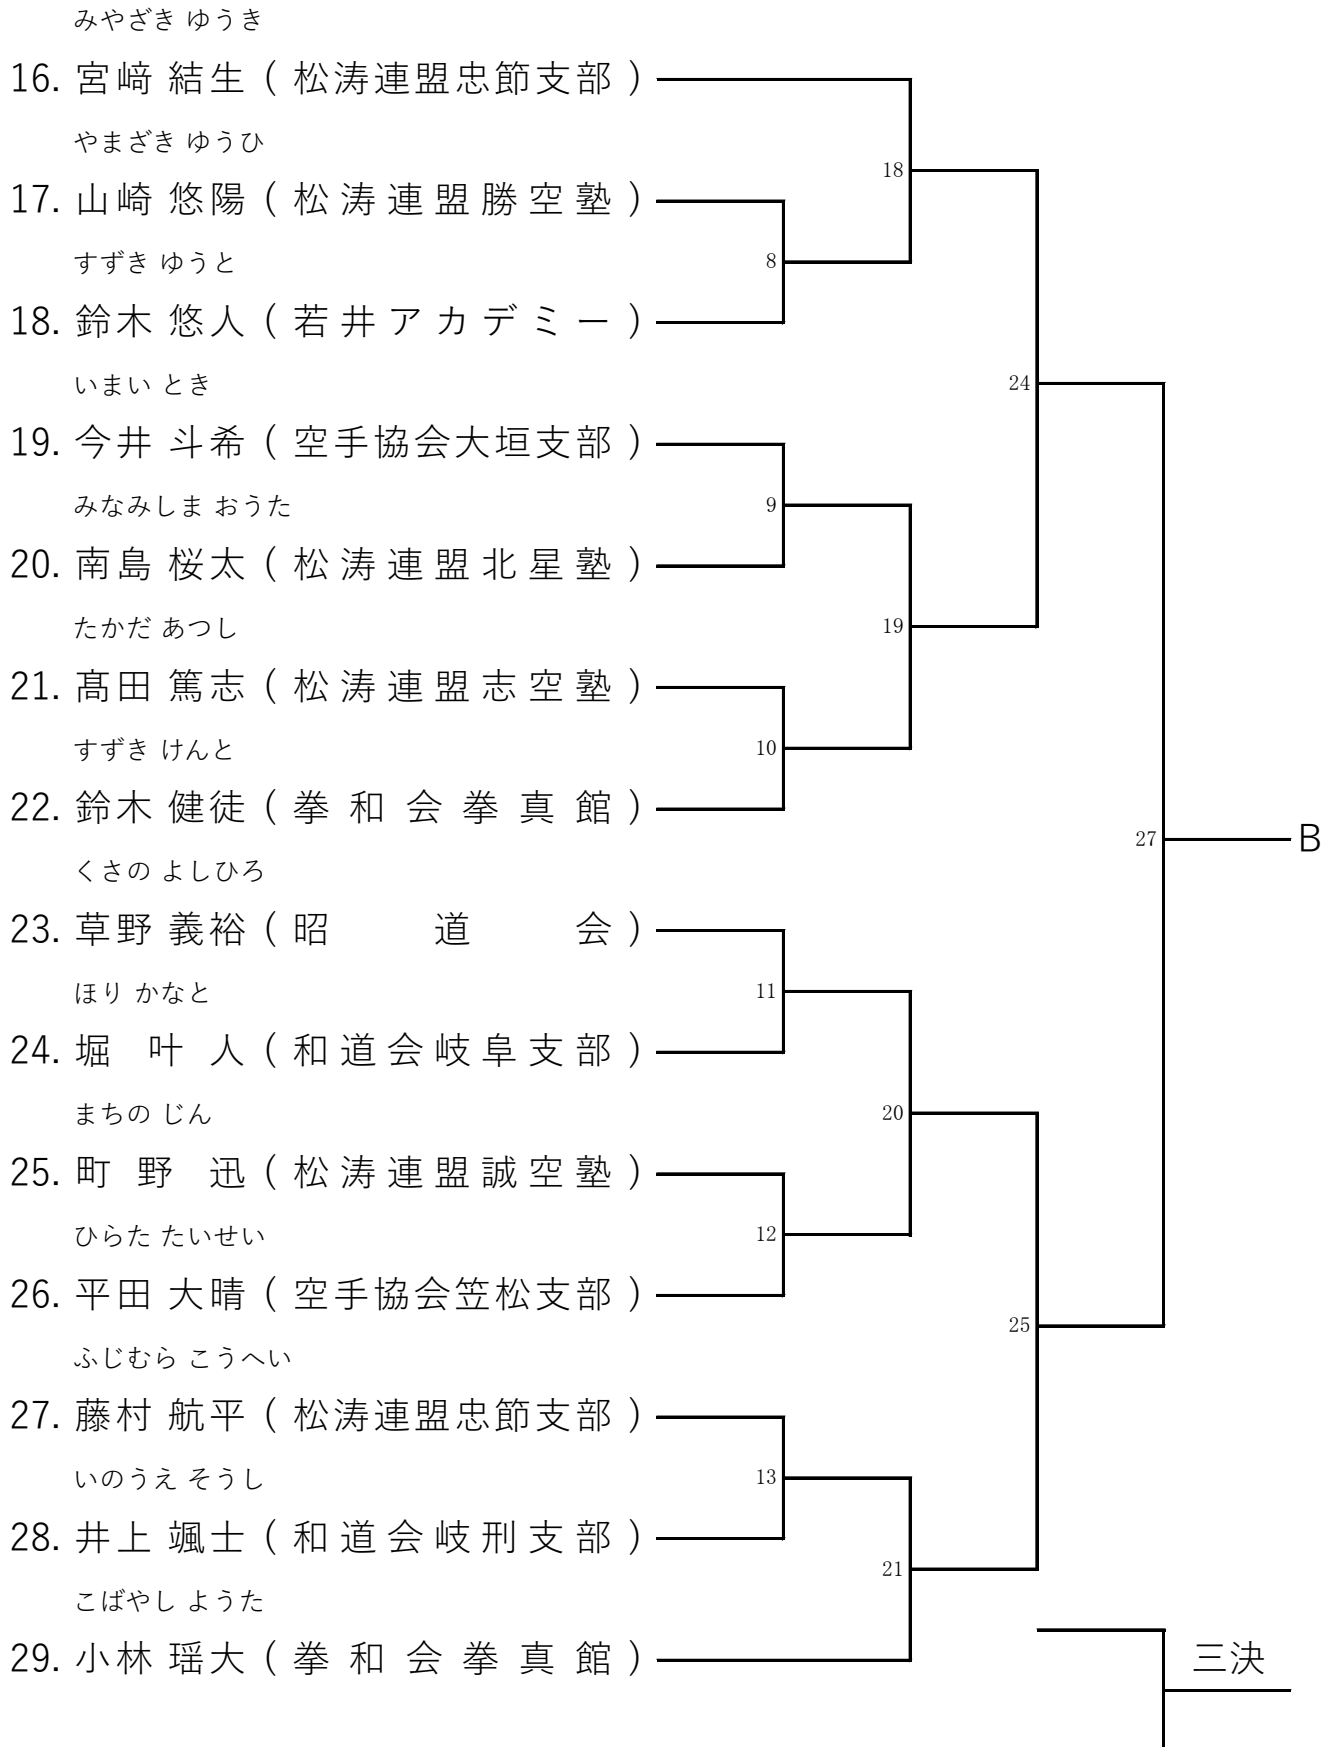 みやざき ゆうき
16. 宮﨑 結生 ( 松涛連盟忠節支部 )
やまざき ゆうひ
18
17. 山崎 悠陽 ( 松涛連盟勝空塾 )
すずき ゆうと
8
18. 鈴木 悠人 ( 若井アカデミー )
いまい とき
24
19. 今井 斗希 ( 空手協会大垣支部 )
みなみしま おうた
9
20. 南島 桜太 ( 松涛連盟北星塾 )
たかだ あつし
19
21. 髙田 篤志 ( 松涛連盟志空塾 )
すずき けんと
10
22. 鈴木 健徒 ( 拳和会拳真館 )
27
B
くさの よしひろ
23. 草野 義裕 ( 昭道会 )
ほり かなと
11
24. 堀 叶人 ( 和道会岐阜支部 )
まちの じん
20
25. 町野 迅 ( 松涛連盟誠空塾 )
ひらた たいせい
12
26. 平田 大晴 ( 空手協会笠松支部 )
25
ふじむら こうへい
27. 藤村 航平 ( 松涛連盟忠節支部 )
いのうえ そうし
13
28. 井上 颯士 ( 和道会岐刑支部 )
21
こばやし ようた
29. 小林 瑶大 ( 拳和会拳真館 )
三決